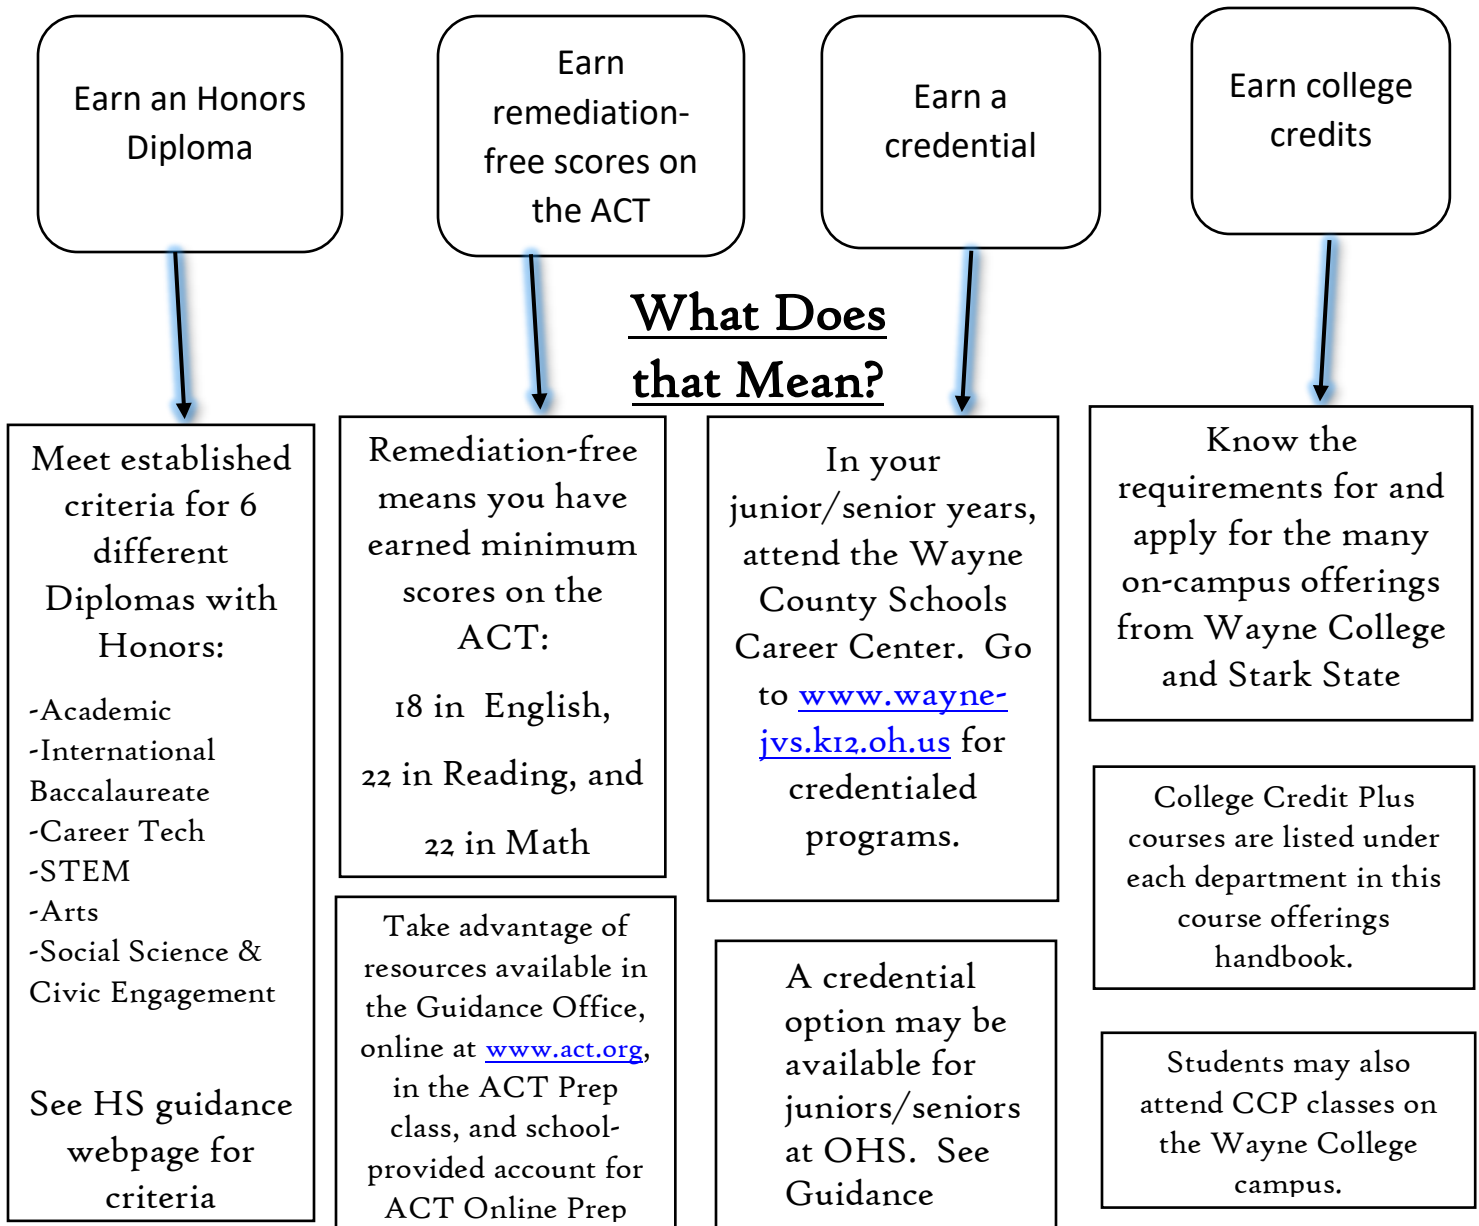 Earn an Honors
Diploma
Earn
remediation-
free scores on
the ACT
Earn a
credential
Earn college
credits
What Does
that Mean?
Meet established
criteria for 6
different
Diplomas with
Honors:
-Academic
-International
Baccalaureate
-Career Tech
-STEM
-Arts
-Social Science &
Civic Engagement
See HS guidance
webpage for
criteria
Remediation-free
means you have
earned minimum
scores on the
ACT:
18 in  English,
22 in Reading, and
22 in Math
Take advantage of
resources available in
the Guidance Office,
online at www.act.org,
in the ACT Prep
class, and school-
provided account for
ACT Online Prep
In your
junior/senior years,
attend the Wayne
County Schools
Career Center.  Go
to www.wayne-
jvs.k12.oh.us for
credentialed
programs.
A credential
option may be
available for
juniors/seniors
at OHS.  See
Guidance
Know the
requirements for and
apply for the many
on-campus offerings
from Wayne College
and Stark State
College Credit Plus
courses are listed under
each department in this
course offerings
handbook.
Students may also
attend CCP classes on
the Wayne College
campus.